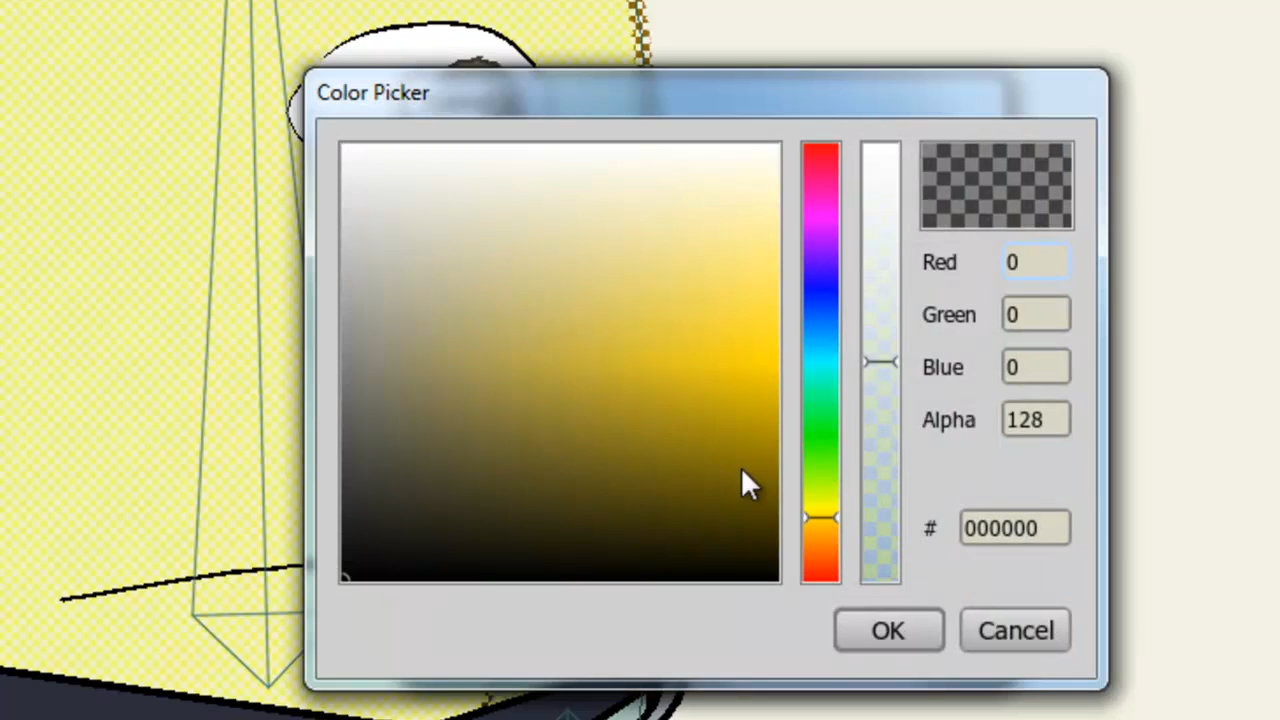 Color Picker
Red 0
Green 0
Blue 0
Alpha 128
# 000000
OK Cancel